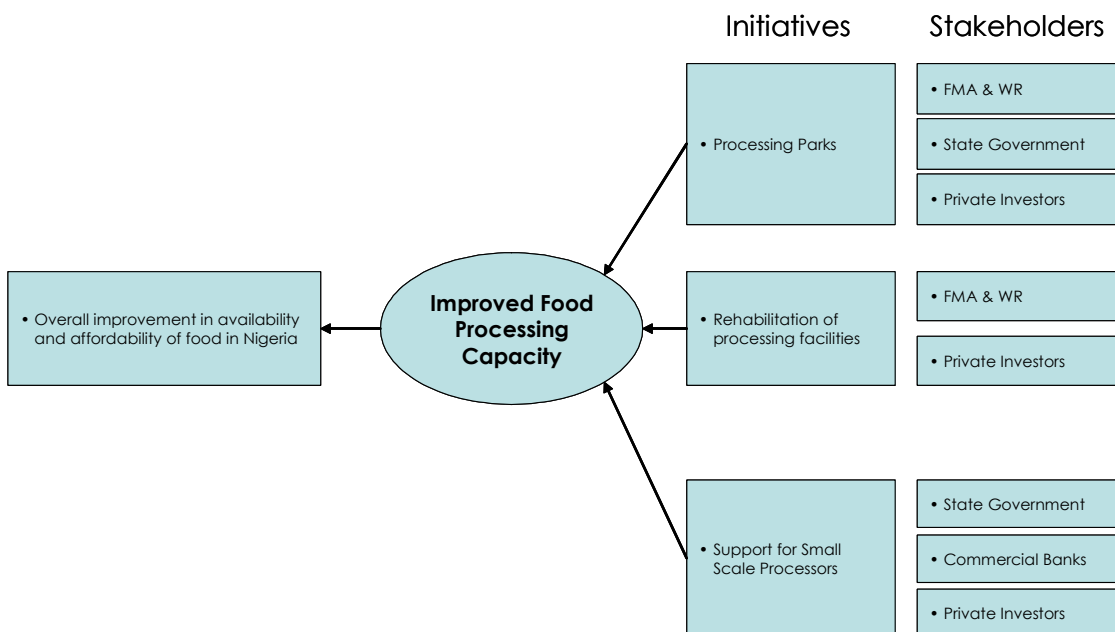 Initiatives
Stakeholders
• Processing Parks
• FMA & WR
• State Government
• Private Investors
• Overall improvement in availability
and affordability of food in Nigeria
Improved Food
Processing
Capacity
• Rehabilitation of
processing facilities
• FMA & WR
• Private Investors
• Support for Small
Scale Processors
• State Government
• Commercial Banks
• Private Investors